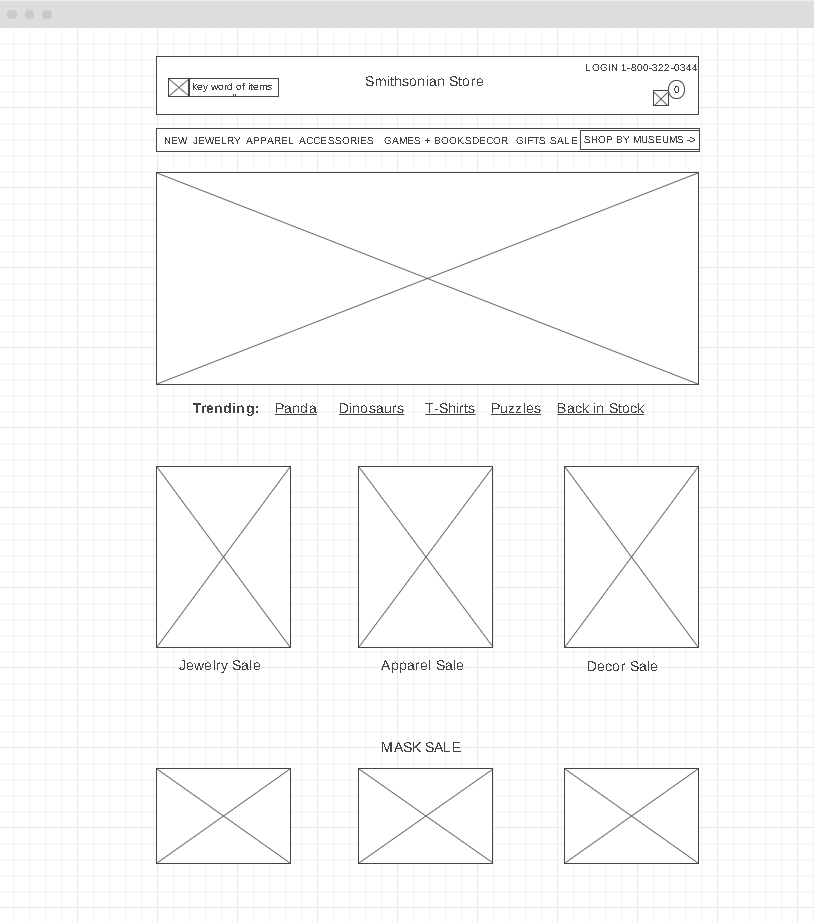 LOGIN 1-800-322-0344
Smithsonian Store
key word of items
"
0
NEW JEWELRY APPAREL ACCESSORIES GAMES + BOOKSDECOR GIFTS SALE SHOP BY MUSEUMS ->
Trending: Panda Dinosaurs T-Shirts Puzzles Back in Stock
Jewelry Sale Apparel Sale Decor Sale
MASK SALE